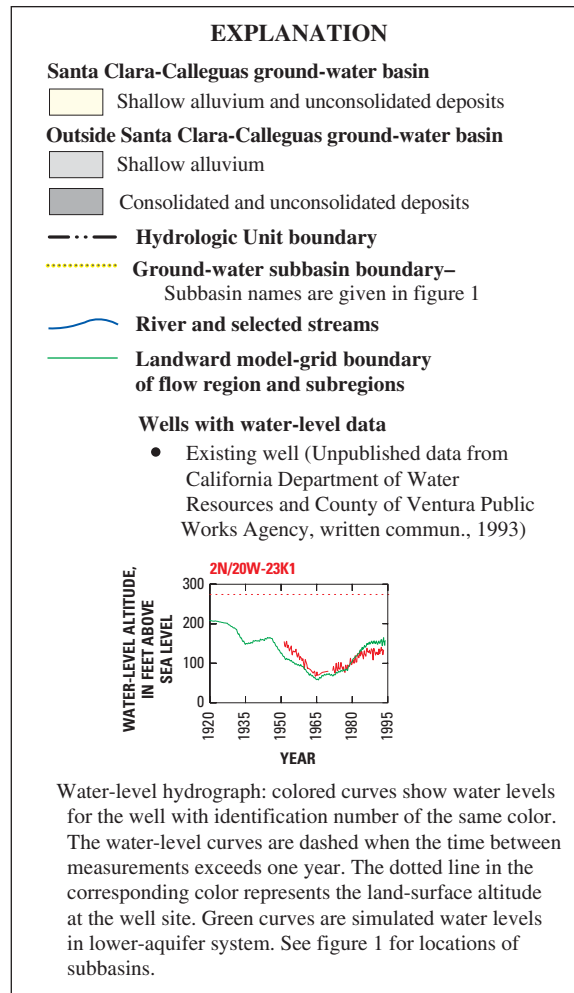 EXPLANATION
Santa Clara-Calleguas ground-water basin
Shallow alluvium and unconsolidated deposits
Outside Santa Clara-Calleguas ground-water basin
Shallow alluvium
Consolidated and unconsolidated deposits
Hydrologic Unit boundary
Ground-water subbasin boundary–
Subbasin names are given in figure 1
River and selected streams
Landward model-grid boundary
of flow region and subregions
Wells with water-level data
Existing well (Unpublished data from
California Department of Water
Resources and County of Ventura Public
Works Agency, written commun., 1993)
2N/20W-23K1
WATER-LEVEL ALTITUDE,
IN FEET ABOVE
SEA LEVEL
300
200
100
0
1920
1935
1950
1965
1980
1995
YEAR
Water-level hydrograph: colored curves show water levels
for the well with identification number of the same color.
The water-level curves are dashed when the time between
measurements exceeds one year. The dotted line in the
corresponding color represents the land-surface altitude
at the well site. Green curves are simulated water levels
in lower-aquifer system. See figure 1 for locations of
subbasins.